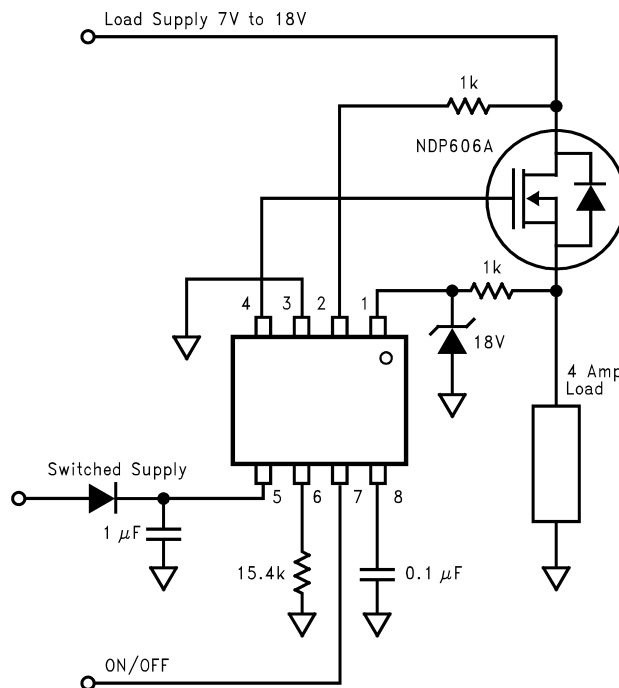 Load Supply 7V to 18V
1k
NDP606A
1k
4
3
2
1
18V
4 Amp
Load
Switched Supply
5
6
7
8
1 μF
15.4k
0.1 μF
ON/OFF